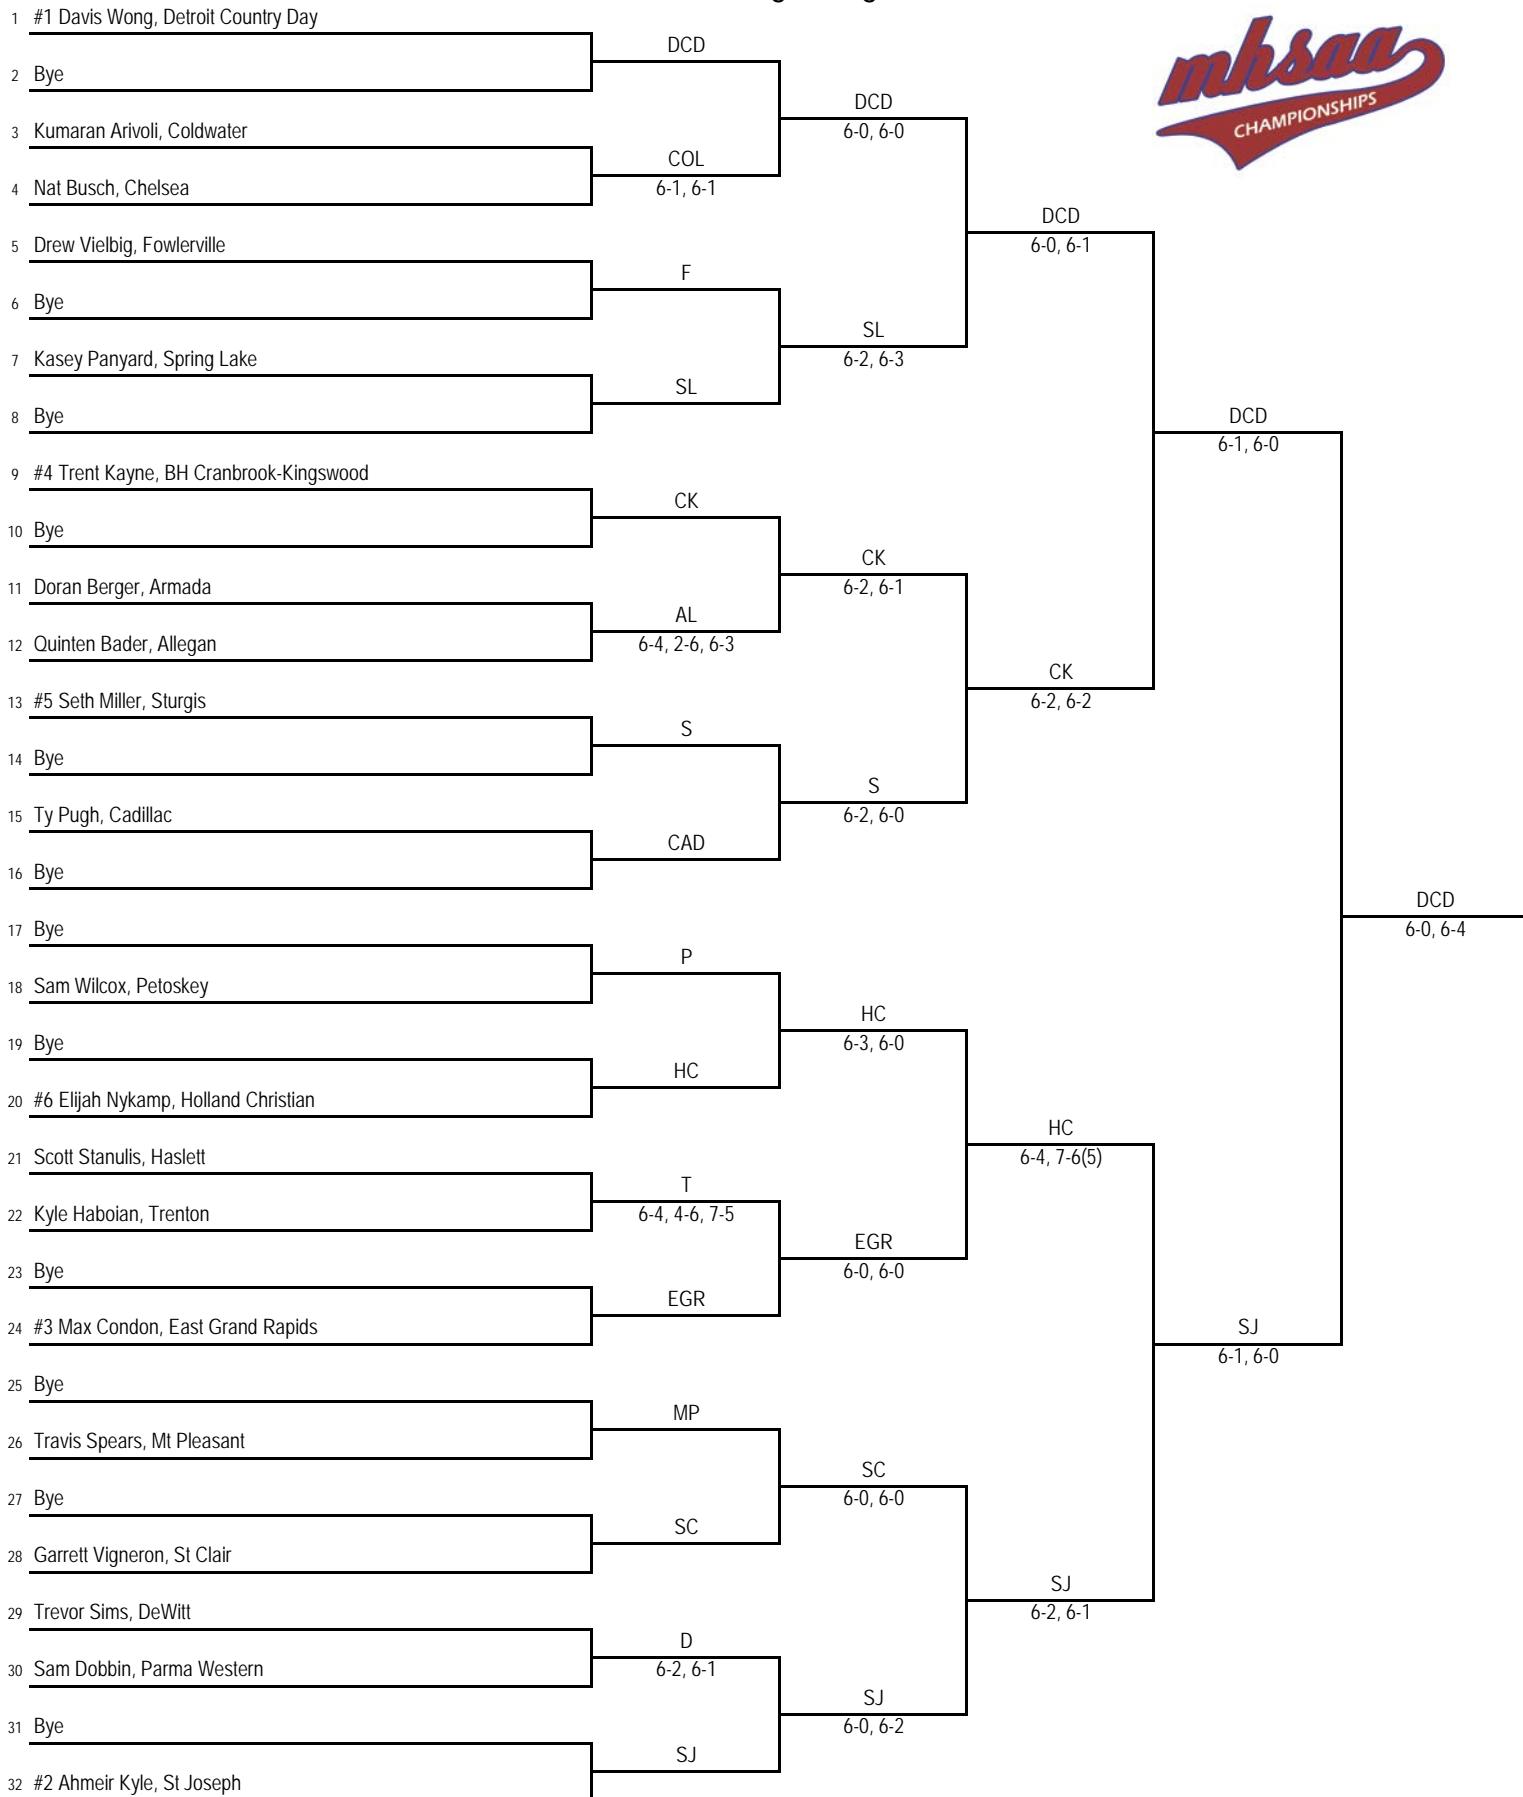 1 #1 Davis Wong, Detroit Country Day
2 Bye
3 Kumaran Arivoli, Coldwater
4 Nat Busch, Chelsea
5 Drew Vielbig, Fowlerville
6 Bye
7 Kasey Panyard, Spring Lake
8 Bye
9 #4 Trent Kayne, BH Cranbrook-Kingswood
10 Bye
11 Doran Berger, Armada
12 Quinten Bader, Allegan
13 #5 Seth Miller, Sturgis
14 Bye
15 Ty Pugh, Cadillac
16 Bye
17 Bye
18 Sam Wilcox, Petoskey
19 Bye
20 #6 Elijah Nykamp, Holland Christian
21 Scott Stanulis, Haslett
22 Kyle Haboian, Trenton
23 Bye
24 #3 Max Condon, East Grand Rapids
25 Bye
26 Travis Spears, Mt Pleasant
27 Bye
28 Garrett Vigneron, St Clair
29 Trevor Sims, DeWitt
30 Sam Dobbin, Parma Western
31 Bye
32 #2 Ahmeir Kyle, St Joseph
DCD
COL
6-1, 6-1
F
SL
CK
AL
6-4, 2-6, 6-3
S
CAD
P
HC
T
6-4, 4-6, 7-5
EGR
MP
SC
D
6-2, 6-1
SJ
DCD
6-0, 6-0
SL
6-2, 6-3
CK
6-2, 6-1
S
6-2, 6-0
HC
6-3, 6-0
EGR
6-0, 6-0
SC
6-0, 6-0
SJ
6-0, 6-2
DCD
6-0, 6-1
CK
6-2, 6-2
HC
6-4, 7-6(5)
SJ
6-2, 6-1
DCD
6-1, 6-0
SJ
6-1, 6-0
DCD
6-0, 6-4
mhsaa
CHAMPIONSHIPS